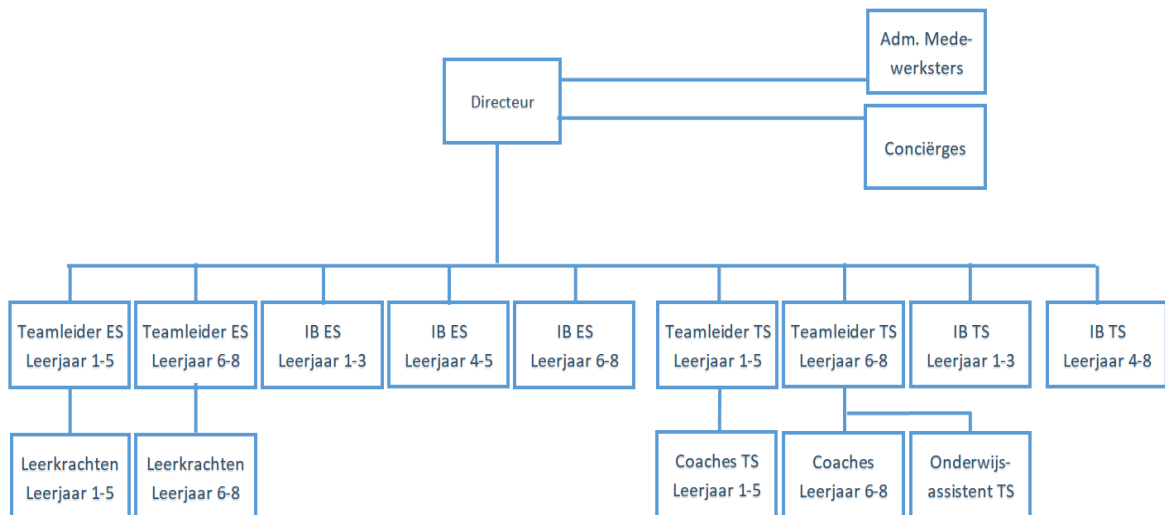 Adm. Mede-
werksters
Directeur
Conciërges
Teamleider ES
Leerjaar 1-5
Teamleider ES
Leerjaar 6-8
IB ES
Leerjaar 1-3
IB ES
Leerjaar 4-5
IB ES
Leerjaar 6-8
Teamleider TS
Leerjaar 1-5
Teamleider TS
Leerjaar 6-8
IB TS
Leerjaar 1-3
IB TS
Leerjaar 4-8
Leerkrachten
Leerjaar 1-5
Leerkrachten
Leerjaar 6-8
Coaches TS
Leerjaar 1-5
Coaches
Leerjaar 6-8
Onderwijs-
assistent TS